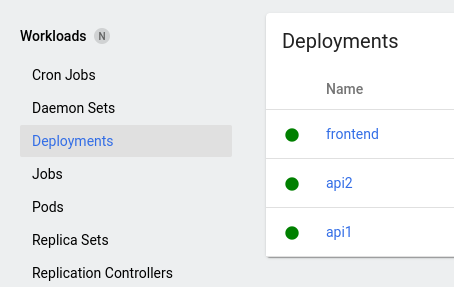 Workloads N
Cron Jobs
Daemon Sets
Deployments
Jobs
Pods
Replica Sets
Replication Controllers
Deployments
Name
frontend
api2
api1